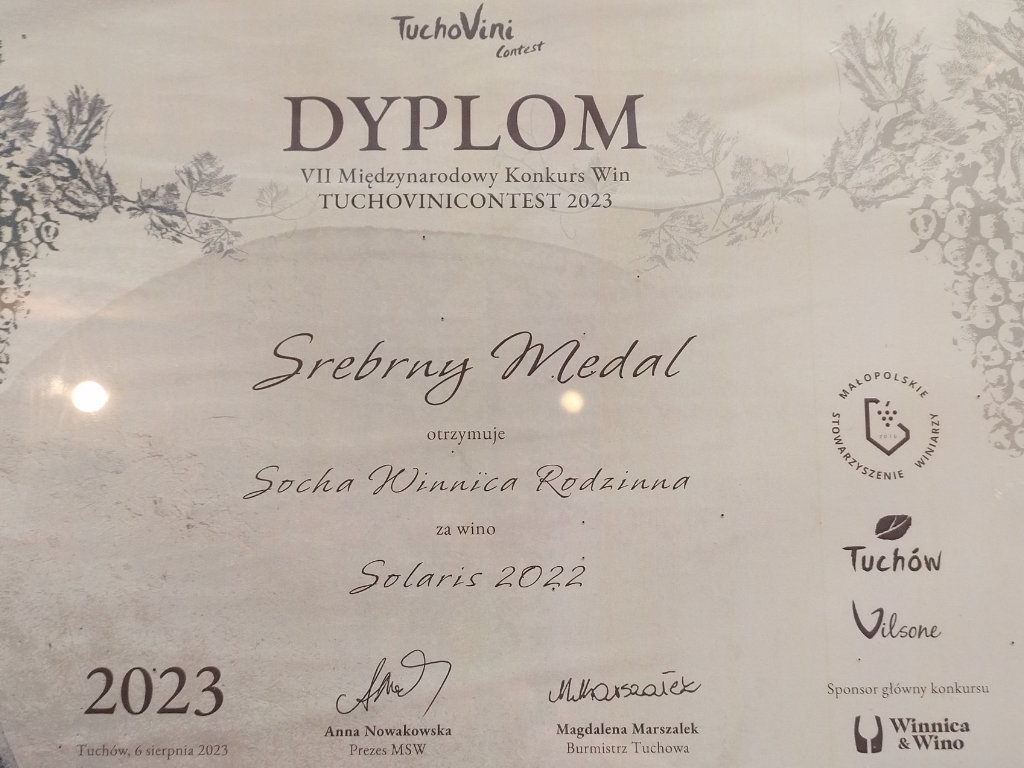 TuchoVini
Contest
DYPLOM
VII Międzynarodowy Konkurs Win
TUCHOVINICONTEST 2023
Srebrny Medal
otrzymuje
Socha Winnica Rodzinna
za wino
Solaris 2022
MAŁOPOLSKIE
STOWARZYSZENIE WINIARZY
2010
Tuchów
Vilsone
Sponsor główny konkursu
Winnica
& Wino
2023
Tuchów, 6 sierpnia 2023
Anna Nowakowska
Prezes MSW
MMarszałek
Magdalena Marszalek
Burmistrz Tuchowa